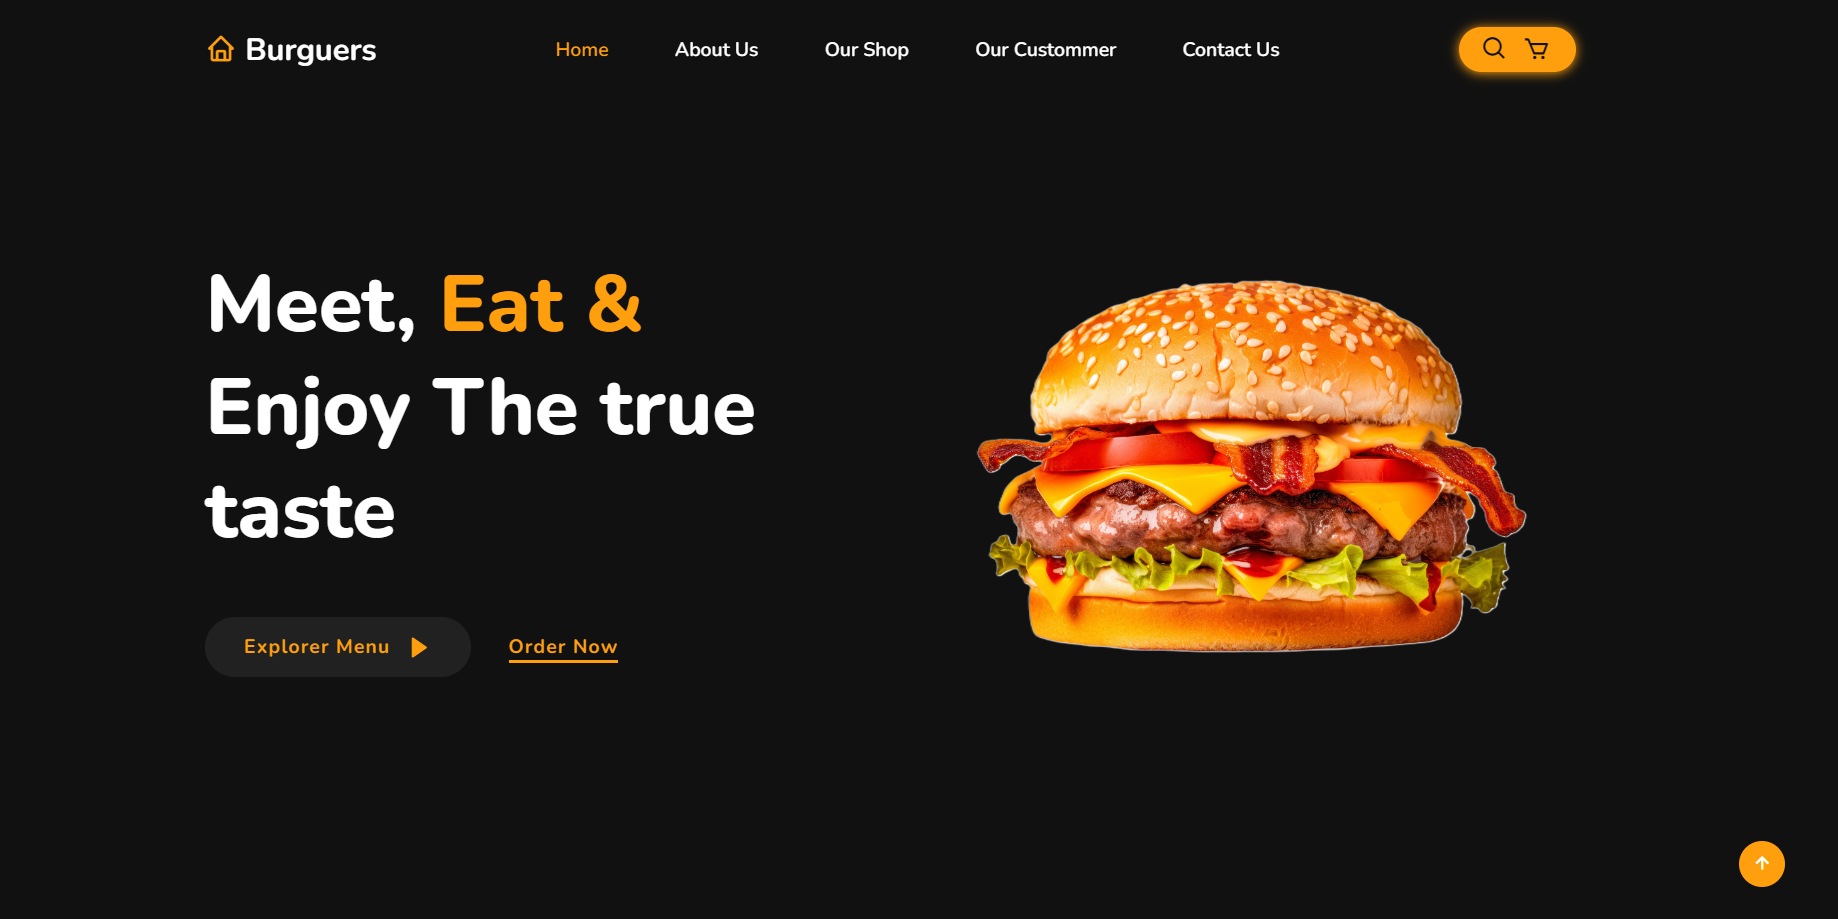 Burguers
Home
About Us
Our Shop
Our Custommer
Contact Us
Meet, Eat &
Enjoy The true
taste
Explorer Menu
Order Now